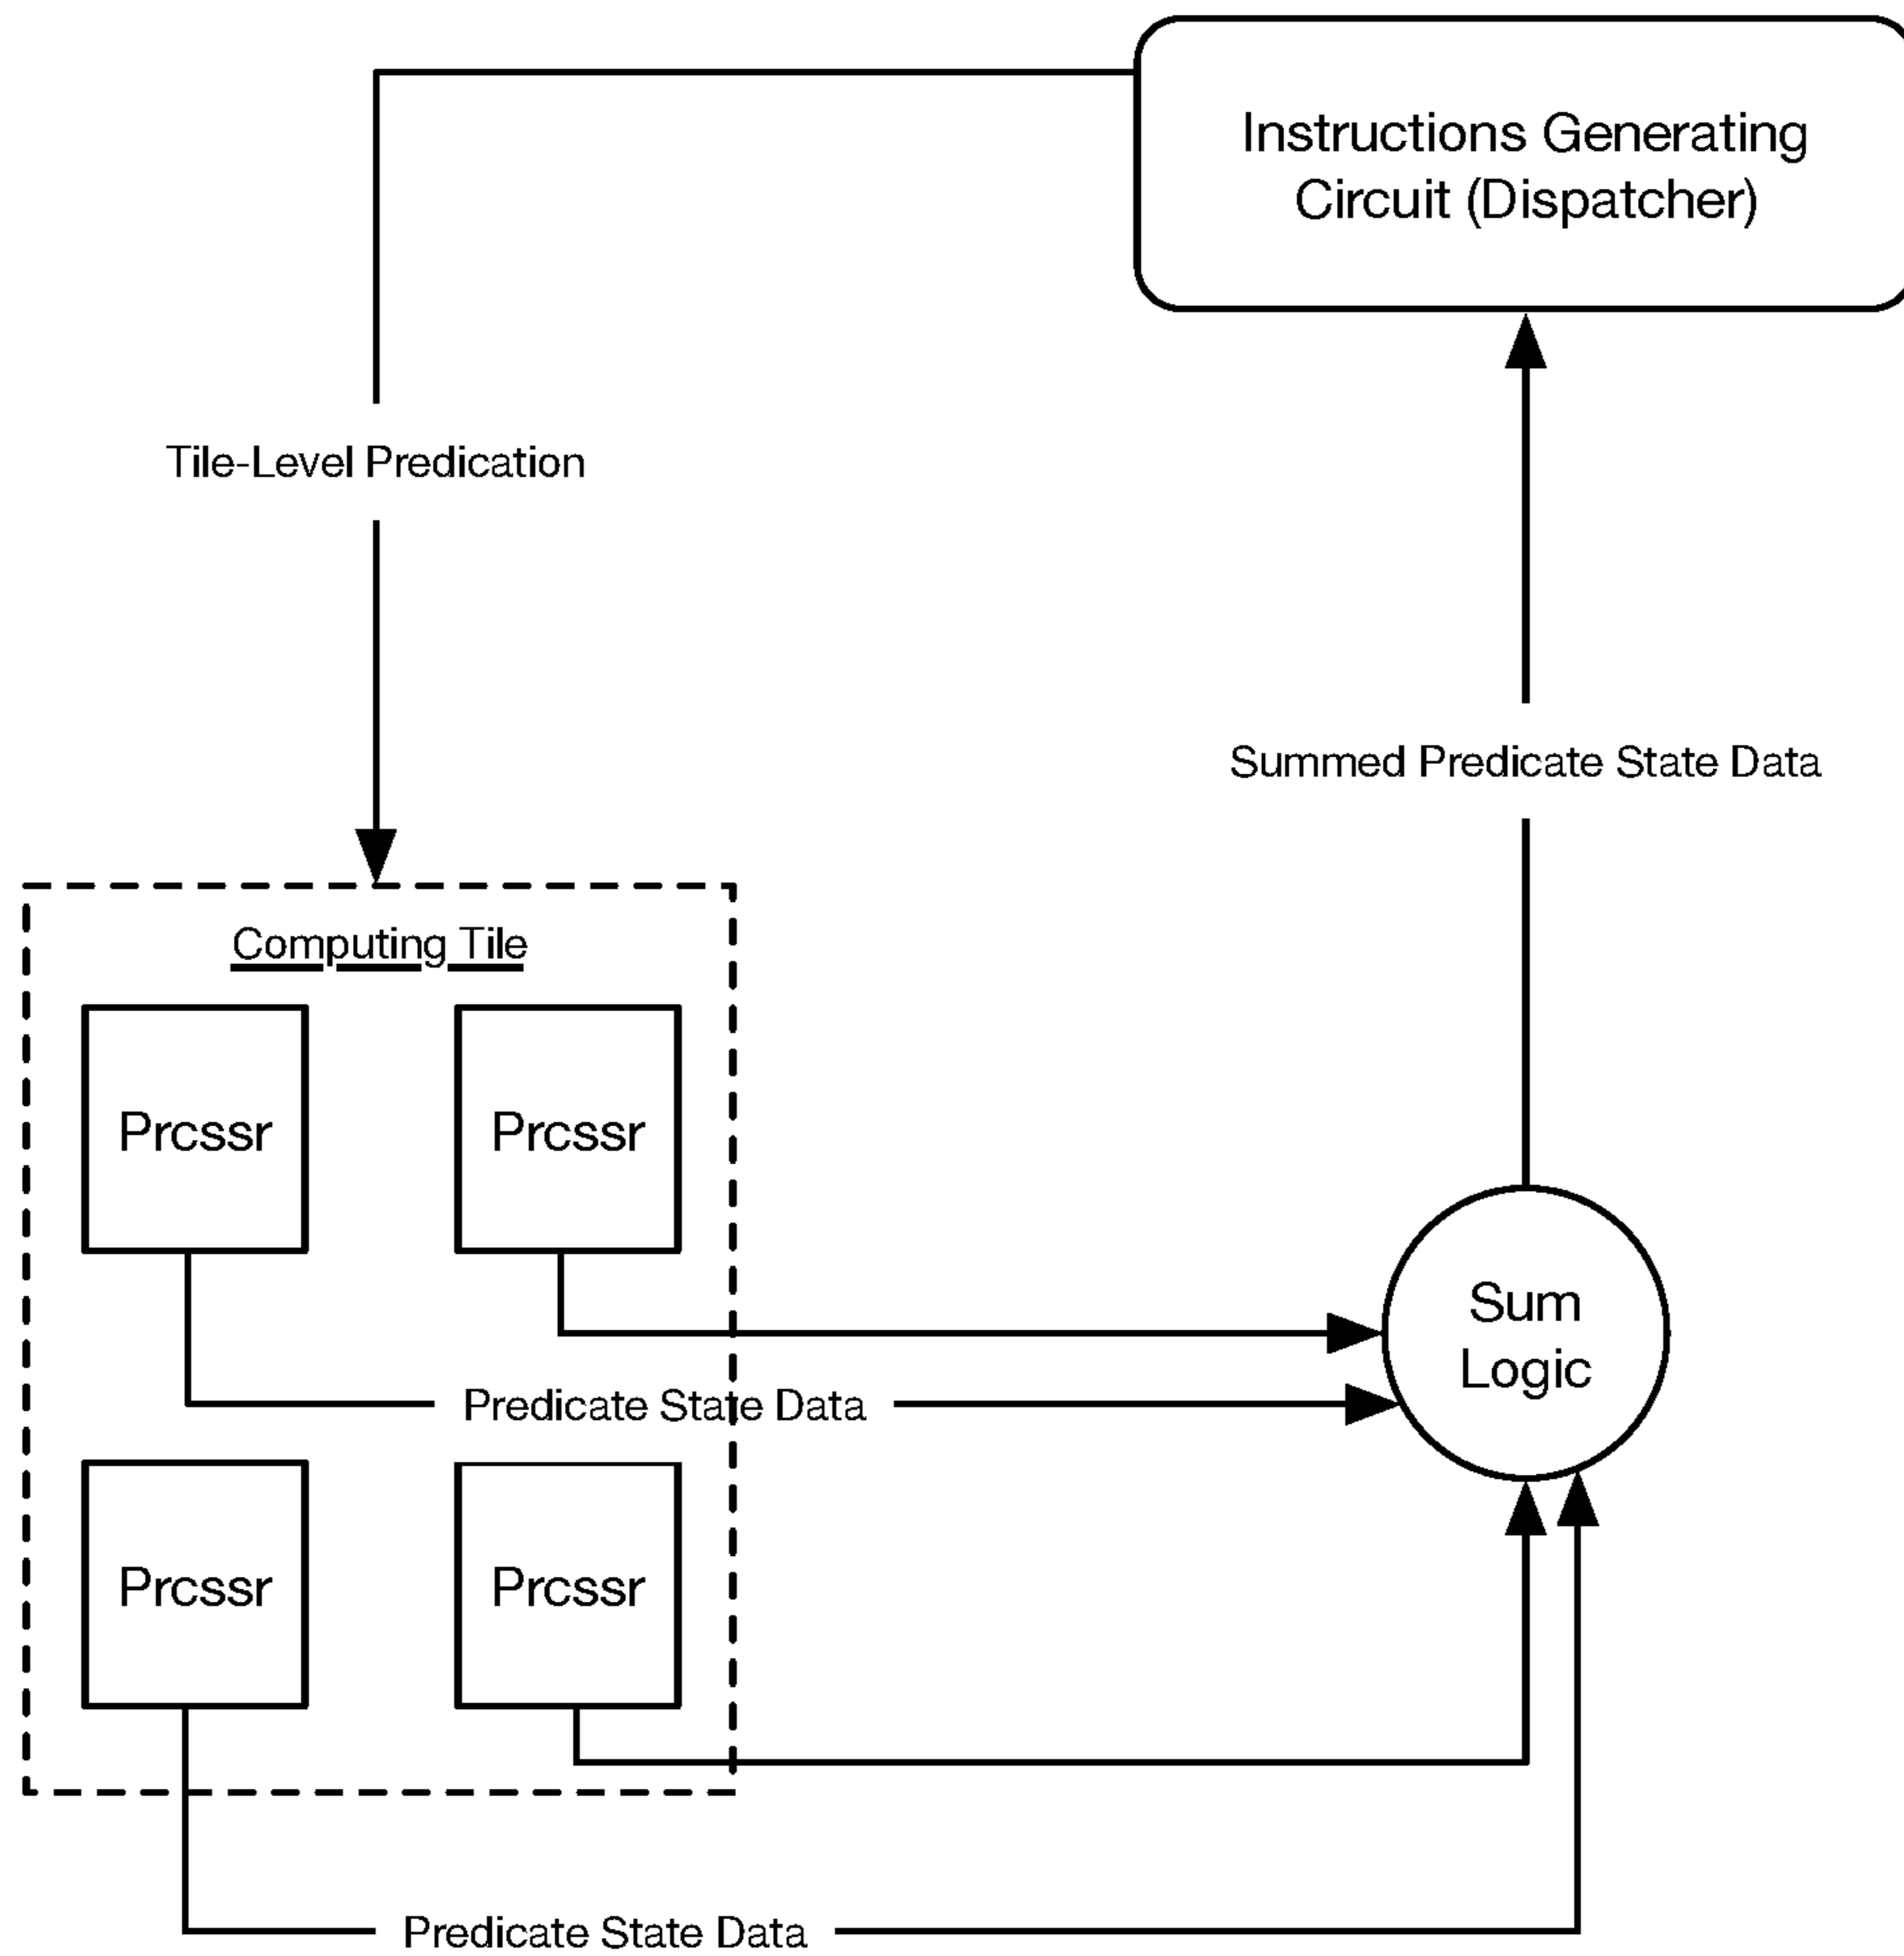 Instructions Generating
Circuit (Dispatcher)
Tile-Level Predication
Summed Predicate State Data
Computing Tile
Prcssr
Prcssr
Sum
Logic
Predicate State Data
Prcssr
Prcssr
Predicate State Data